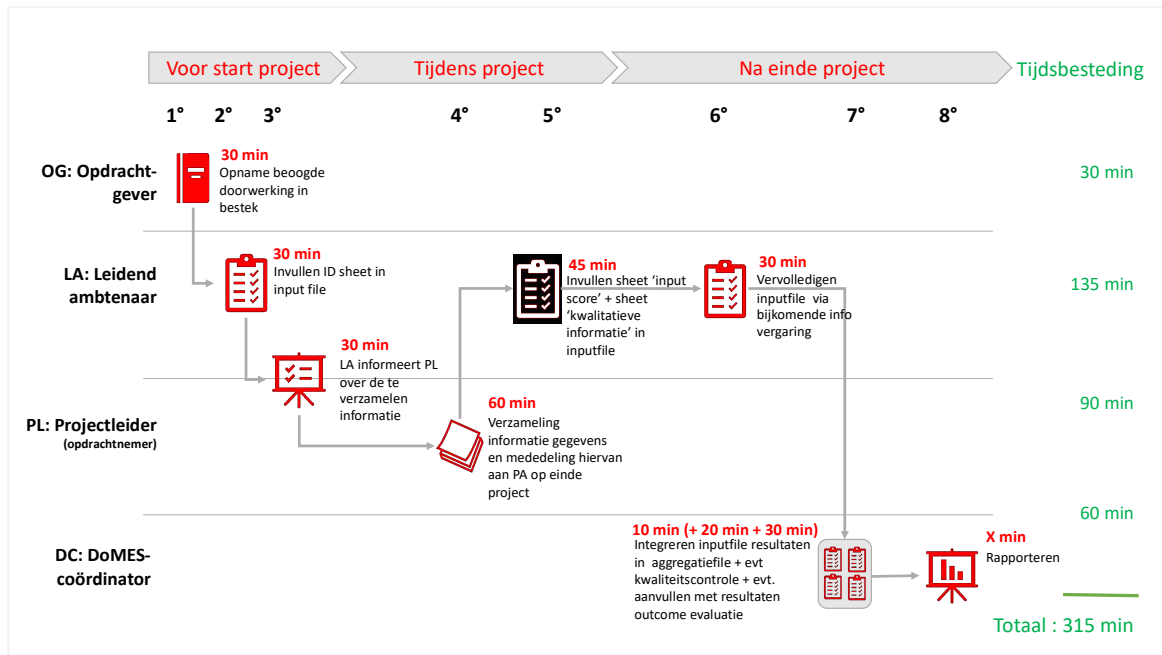 Voor start project
Tijdens project
Na einde project
Tijdsbesteding
1°
2°
3°
4°
5°
6°
7°
8°
OG: Opdracht-
gever
30 min
Opname beoogde
doorwerking in
bestek
30 min
LA: Leidend
ambtenaar
30 min
Invullen ID sheet in
input file
45 min
Invullen sheet ‘input
score’ + sheet
‘kwalitatieve
informatie’ in
inputfile
30 min
Vervolledigen
inputfile via
bijkomende info
vergaring
135 min
30 min
LA informeert PL
over de te
verzamelen
informatie
PL: Projectleider
(opdrachtnemer)
60 min
Verzameling
informatie gegevens
en mededeling hiervan
aan PA op einde
project
90 min
DC: DoMES-
coördinator
10 min (+ 20 min + 30 min)
Integreren inputfile resultaten
in aggregatiefile + evt
kwaliteitscontrole + evt.
aanvullen met resultaten
outcome evaluatie
X min
Rapporteren
60 min
Totaal : 315 min